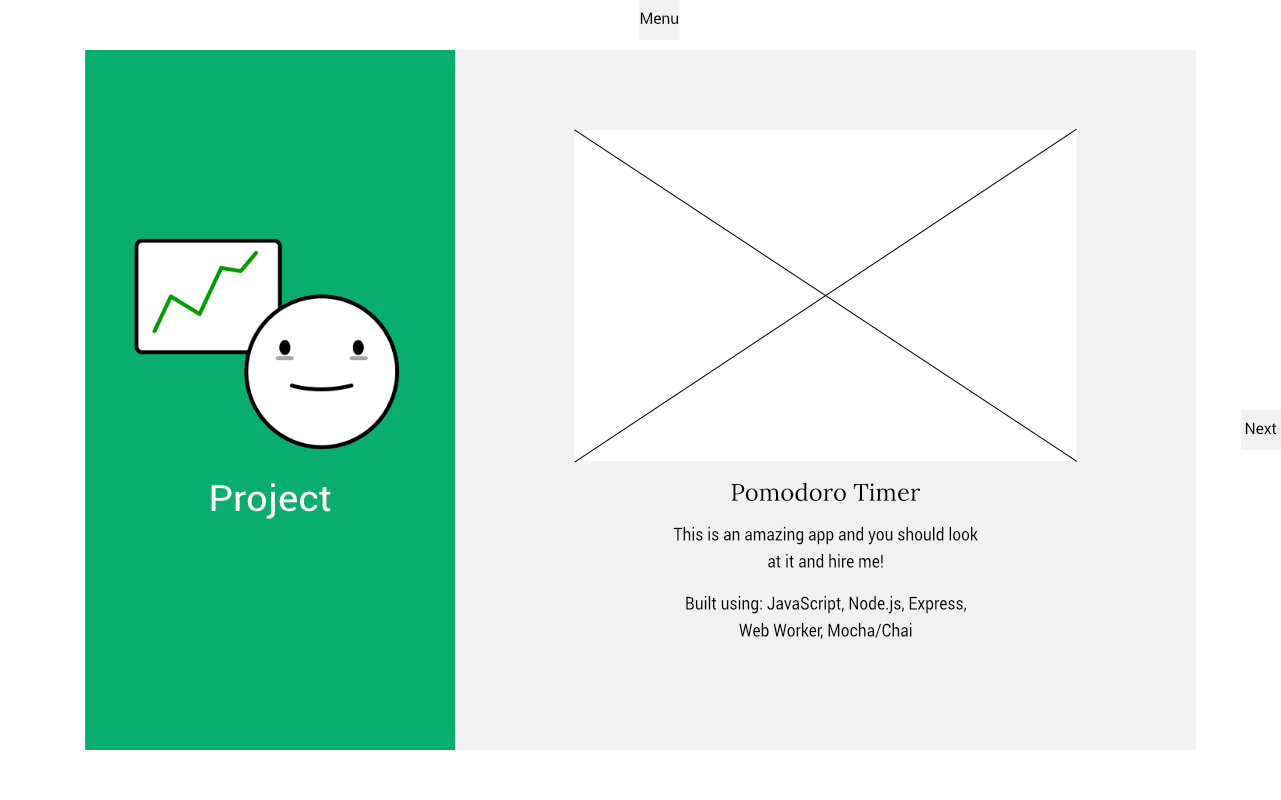 Menu
Project
Pomodoro Timer
This is an amazing app and you should look
at it and hire me!
Built using: JavaScript, Node.js, Express,
Web Worker, Mocha/Chai
Next